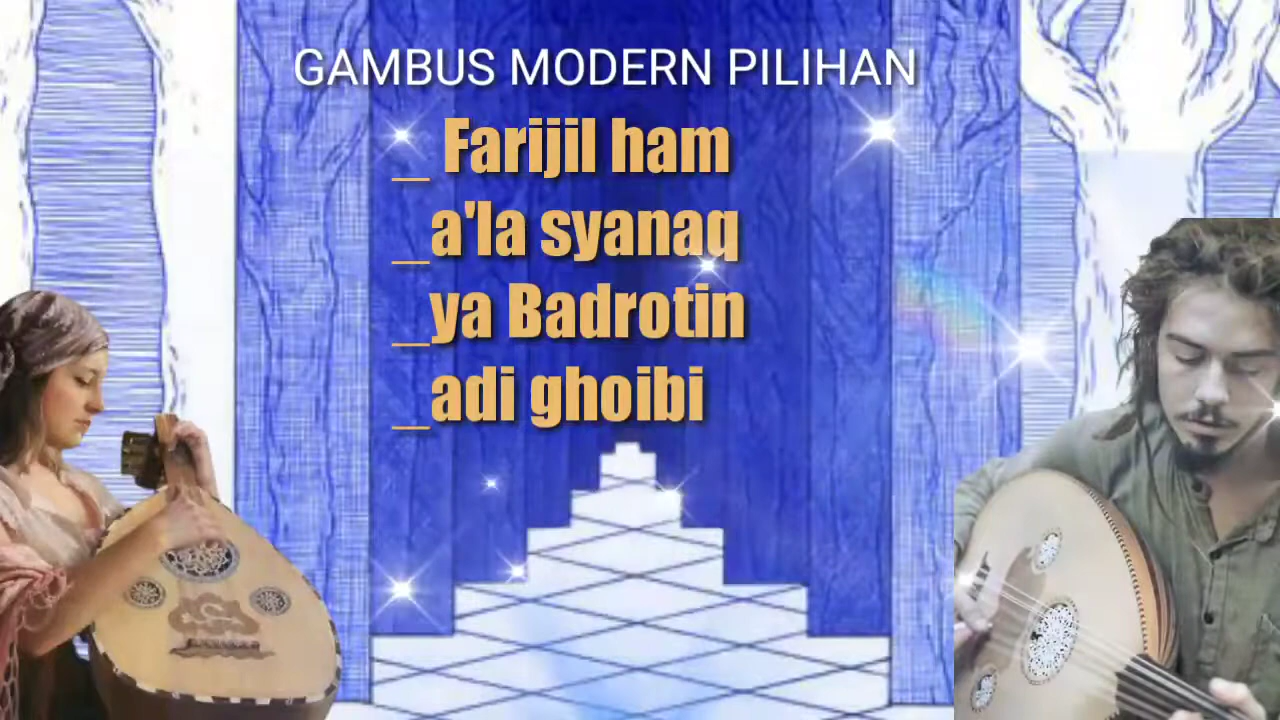 GAMBUS MODERN PILIHAN
_ Farijil ham
_a'la syanaq
_ya Badrotin
_adi ghoibi